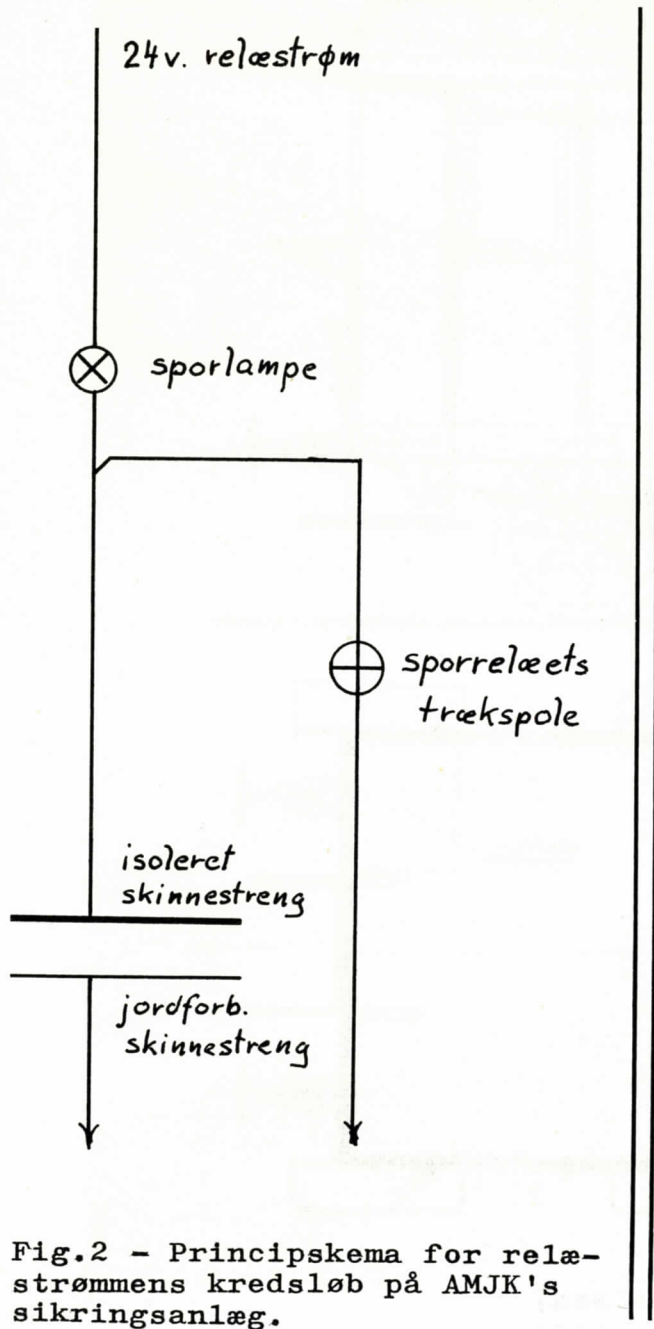 24v. relæstrøm
sporlampe
sporrelæets
trækspole
isoleret
skinnestreng
jordforb.
skinnestreng
Fig.2 – Principskema for relæ-
strømmens kredsløb på AMJK's
sikringsanlæg.